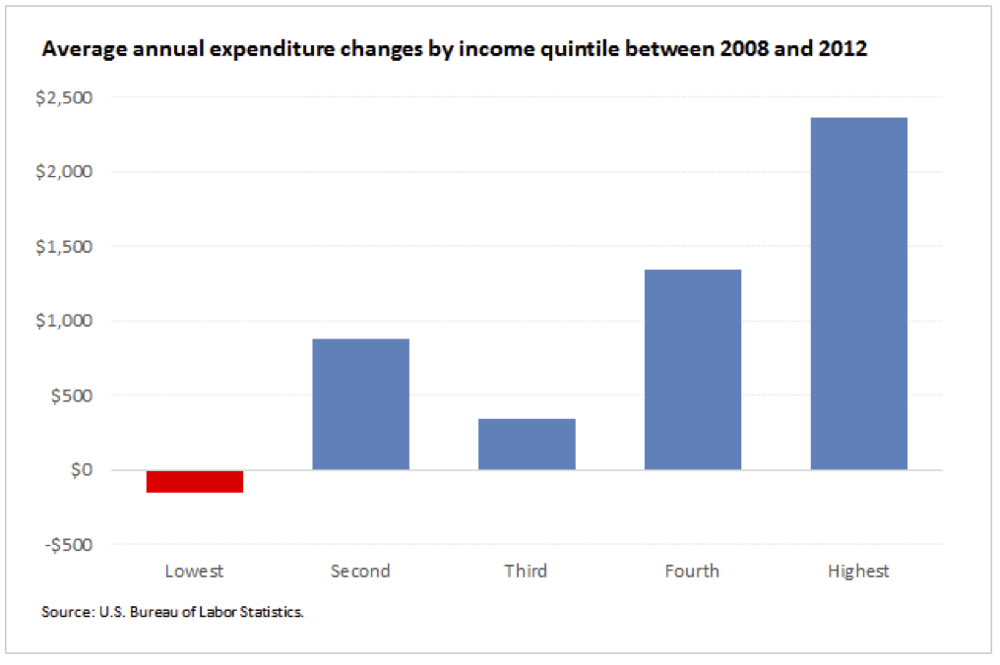 Average annual expenditure changes by income quintile between 2008 and 2012
$2,500
$2,000
$1,500
$1,000
$500
$0
-$500
Lowest Second Third Fourth Highest
Source: U.S. Bureau of Labor Statistics.